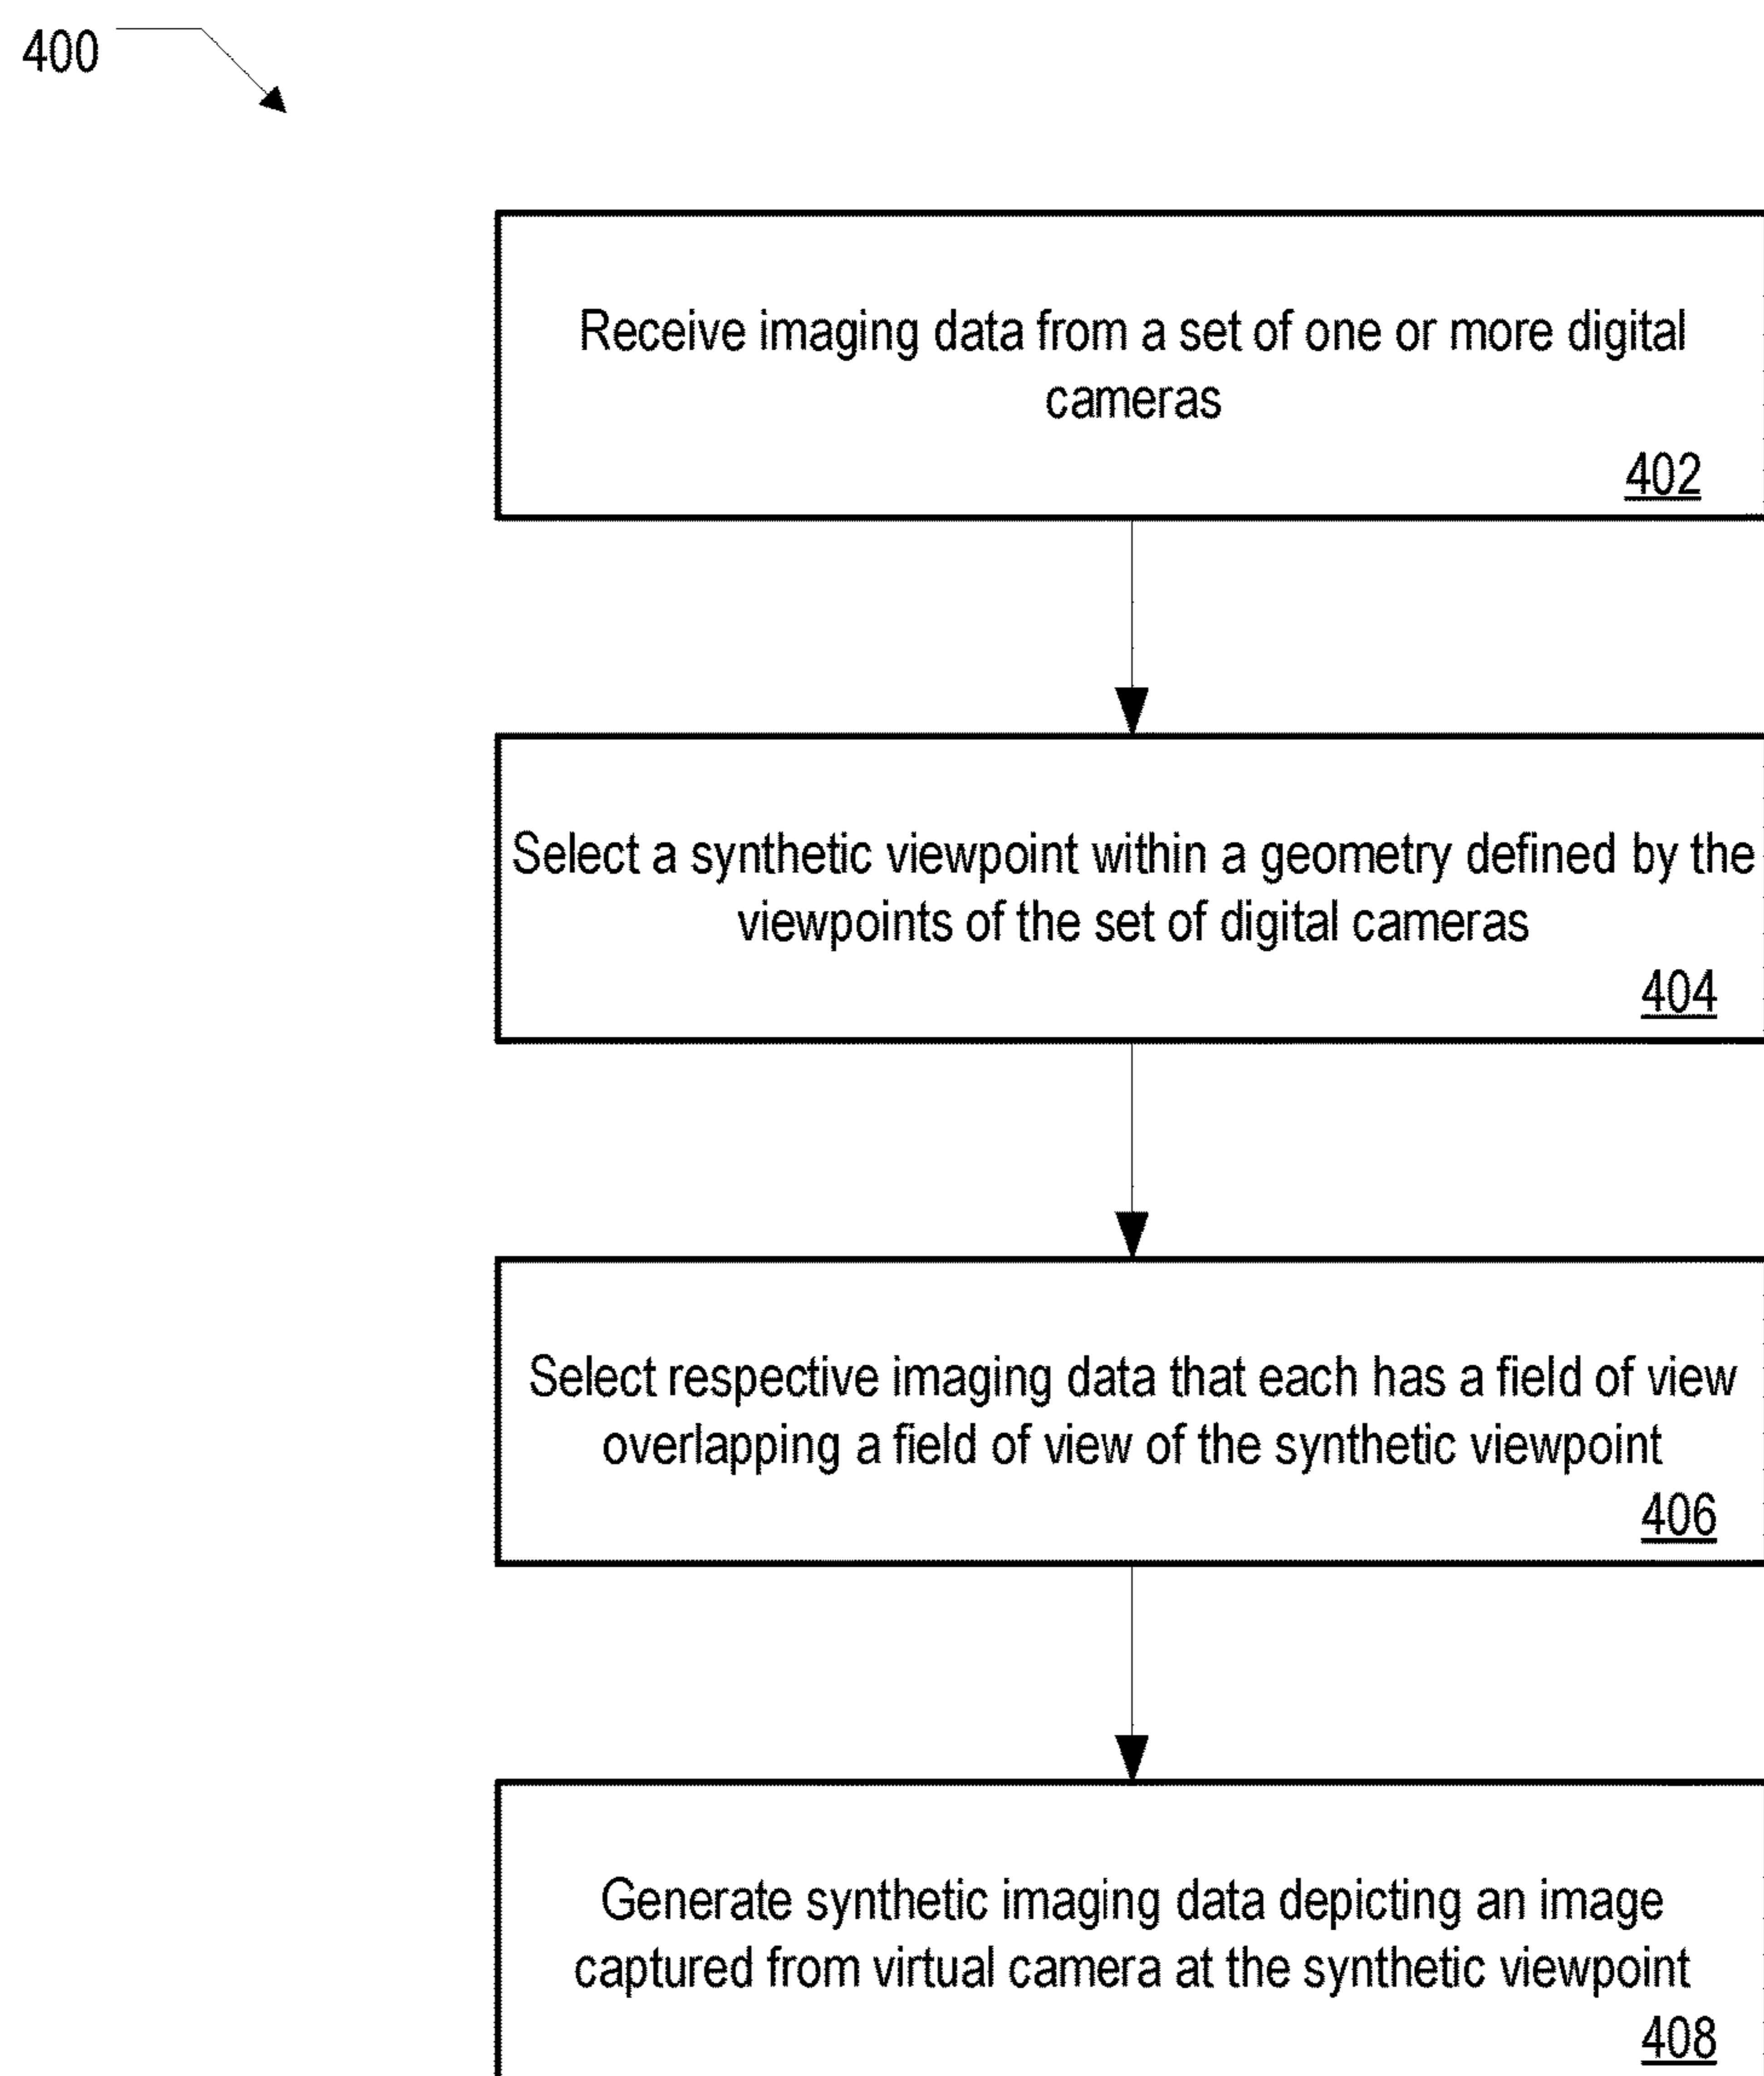 400
Receive imaging data from a set of one or more digital
cameras
402
Select a synthetic viewpoint within a geometry defined by the
viewpoints of the set of digital cameras
404
Select respective imaging data that each has a field of view
overlapping a field of view of the synthetic viewpoint
406
Generate synthetic imaging data depicting an image
captured from virtual camera at the synthetic viewpoint
408